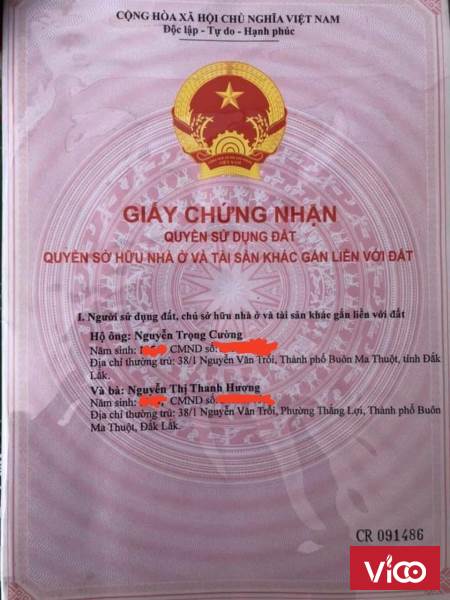 CỘNG HÒA XÃ HỘI CHỦ NGHĨA VIỆT NAM
Độc lập - Tự do - Hạnh phúc
VIỆT NAM
GIẤY CHỨNG NHẬN
QUYỀN SỬ DỤNG ĐẤT
QUYỀN SỞ HỮU NHÀ Ở VÀ TÀI SẢN KHÁC GẮN LIỀN VỚI ĐẤT
I. Người sử dụng đất, chủ sở hữu nhà ở và tài sản khác gắn liền với đất
Hộ ông: Nguyễn Trọng Cường
Năm sinh: CMND số:
Địa chỉ thường trú: 38/1 Nguyễn Văn Trỗi, Thành phố Buôn Ma Thuột, tỉnh Đắk
Lắk.
Và bà: Nguyễn Thị Thanh Hương
Năm sinh: CMND số:
Địa chỉ thường trú: 38/1 Nguyễn Văn Trỗi, Phường Thắng Lợi, Thành phố Buôn
Ma Thuột, Đắk Lắk.
CR 091486
Vico